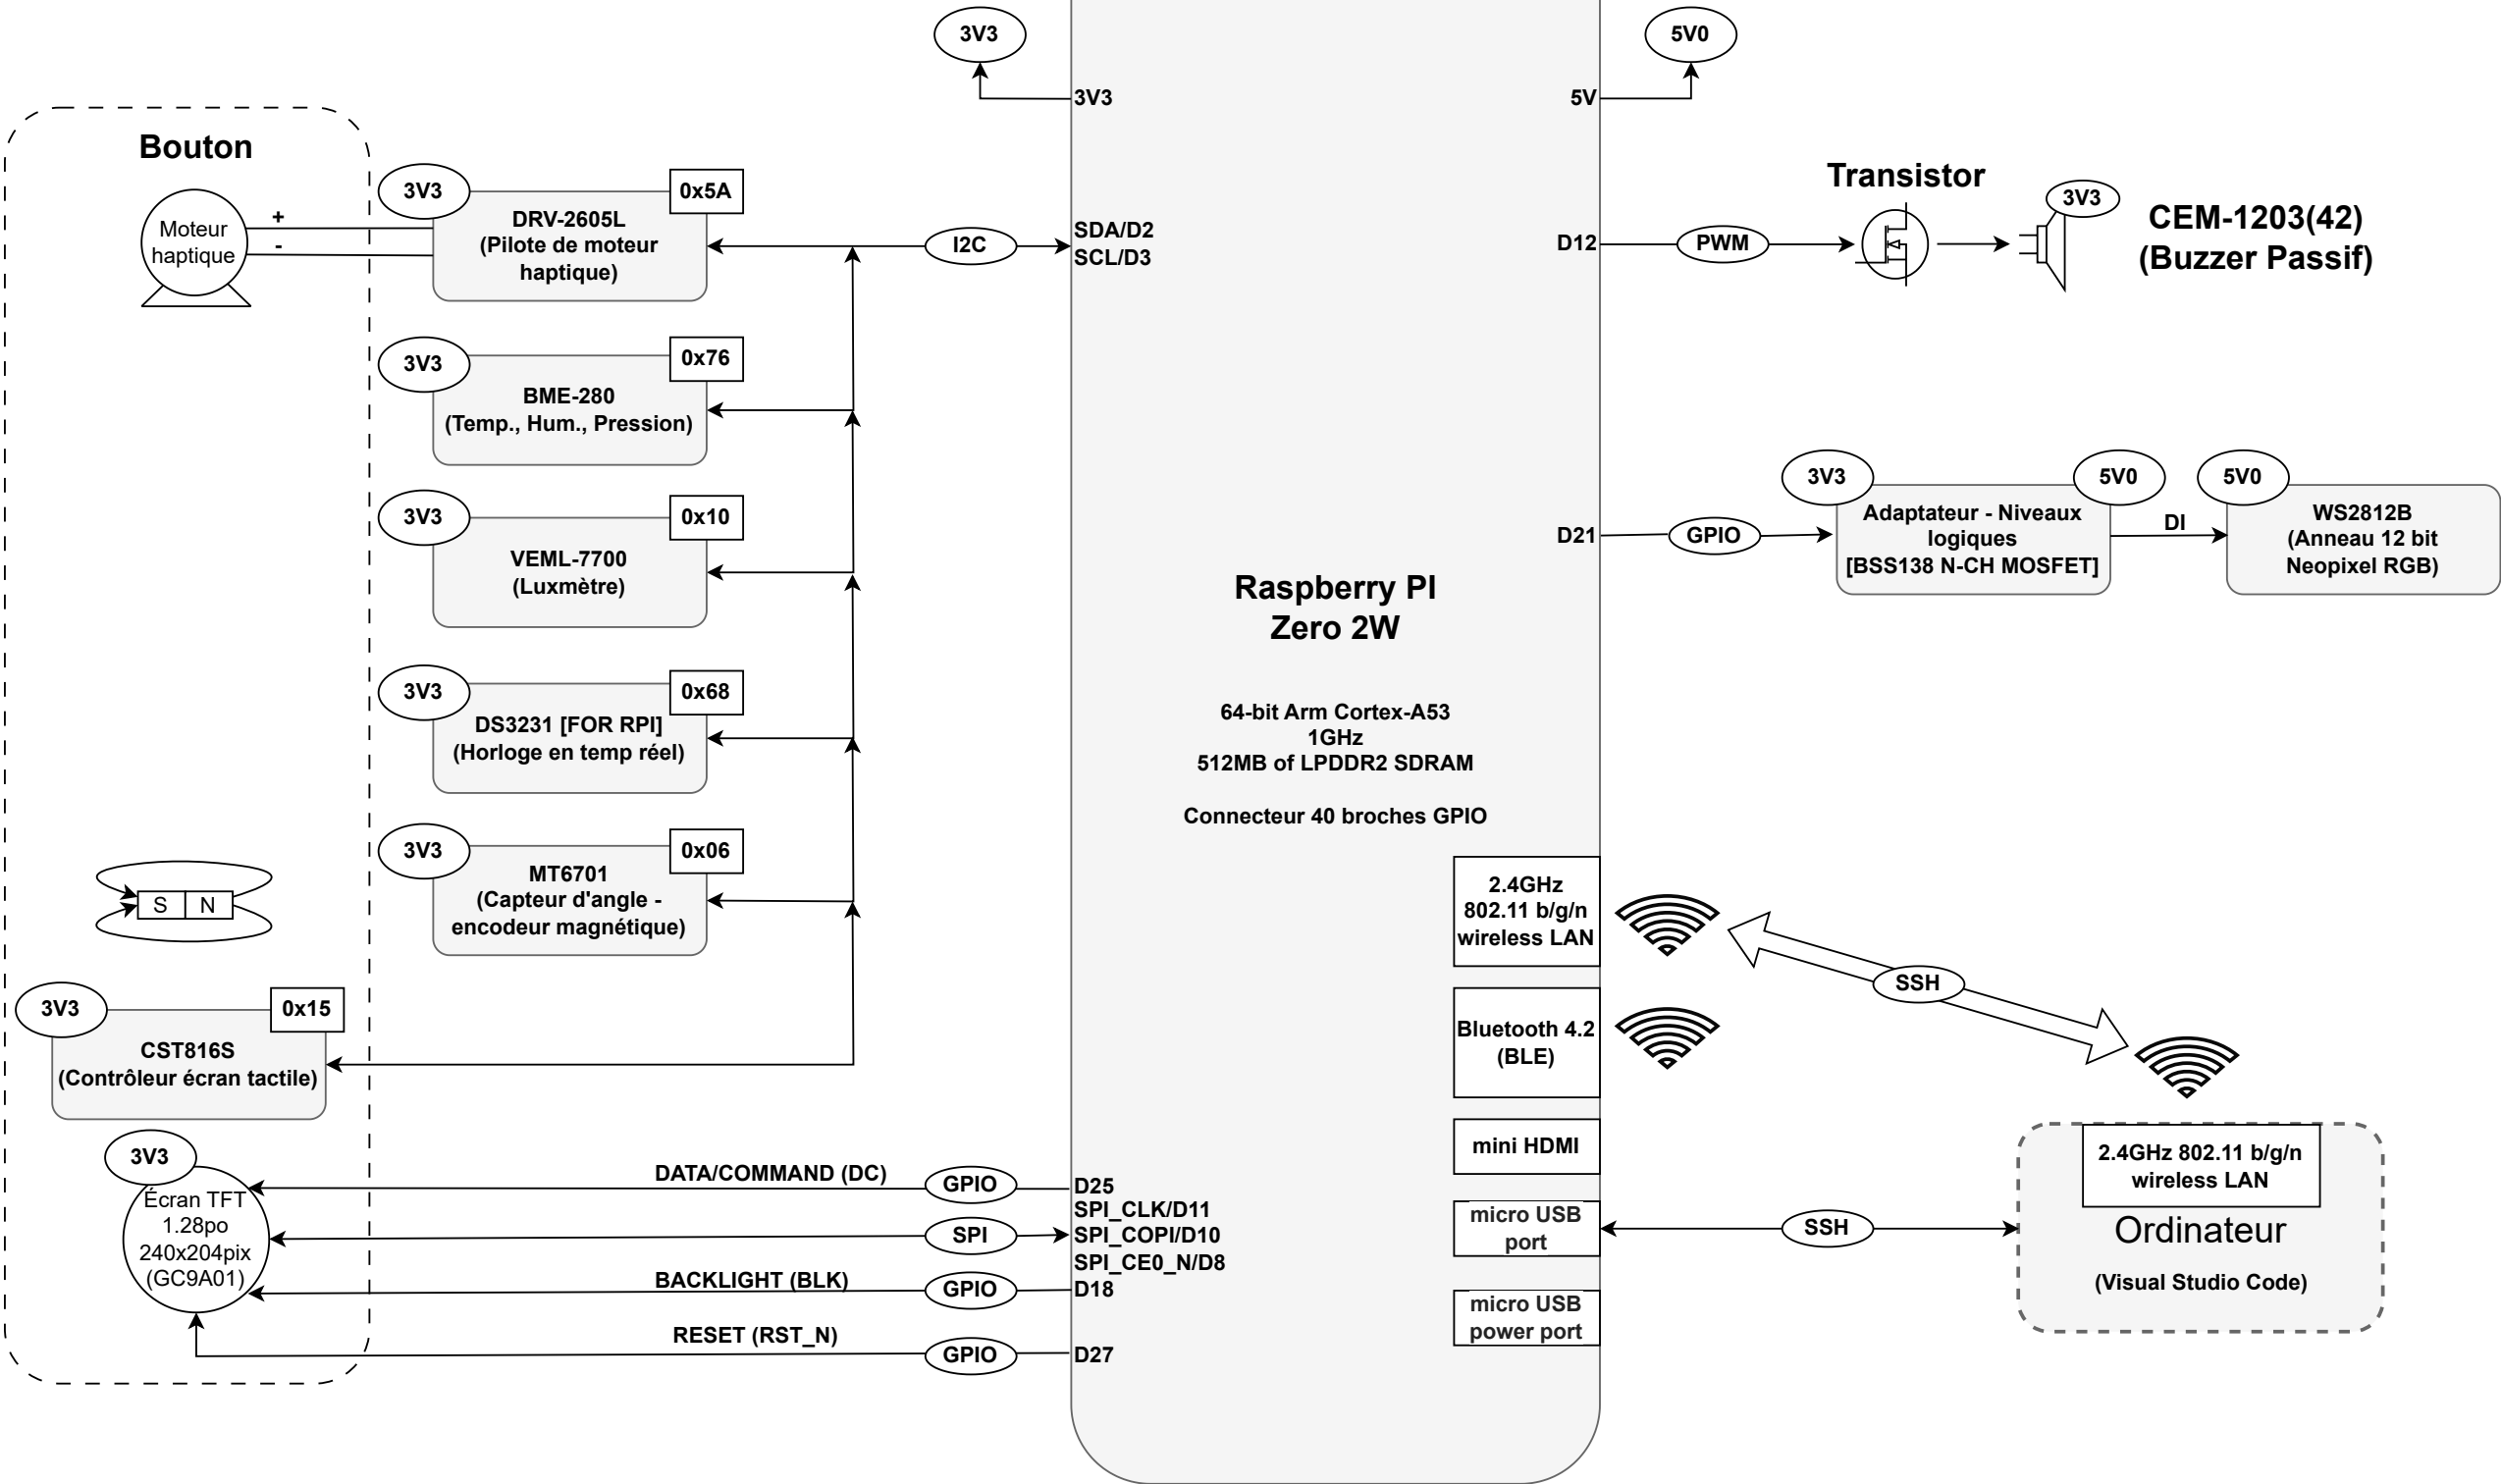 3V3
5V0
3V3
5V
Bouton
Moteur
haptique
+
-
3V3
0x5A
DRV-2605L
(Pilote de moteur
haptique)
I2C
SDA/D2
SCL/D3
D12
PWM
Transistor
3V3
CEM-1203(42)
(Buzzer Passif)
3V3
0x76
BME-280
(Temp., Hum., Pression)
3V3
0x10
VEML-7700
(Luxmètre)
D21
GPIO
3V3
5V0
Adaptateur - Niveaux
logiques
[BSS138 N-CH MOSFET]
DI
5V0
WS2812B
(Anneau 12 bit
Neopixel RGB)
Raspberry PI
Zero 2W
64-bit Arm Cortex-A53
1GHz
512MB of LPDDR2 SDRAM
Connecteur 40 broches GPIO
3V3
0x68
DS3231 [FOR RPI]
(Horloge en temp réel)
3V3
0x06
MT6701
(Capteur d'angle -
encodeur magnétique)
S
N
3V3
0x15
CST816S
(Contrôleur écran tactile)
2.4GHz
802.11 b/g/n
wireless LAN
SSH
Bluetooth 4.2
(BLE)
mini HDMI
micro USB
port
SSH
micro USB
power port
2.4GHz 802.11 b/g/n
wireless LAN
Ordinateur
(Visual Studio Code)
3V3
Écran TFT
1.28po
240x204pix
(GC9A01)
DATA/COMMAND (DC)
GPIO
D25
SPI
SPI_CLK/D11
SPI_COPI/D10
SPI_CE0_N/D8
BACKLIGHT (BLK)
GPIO
D18
RESET (RST_N)
GPIO
D27